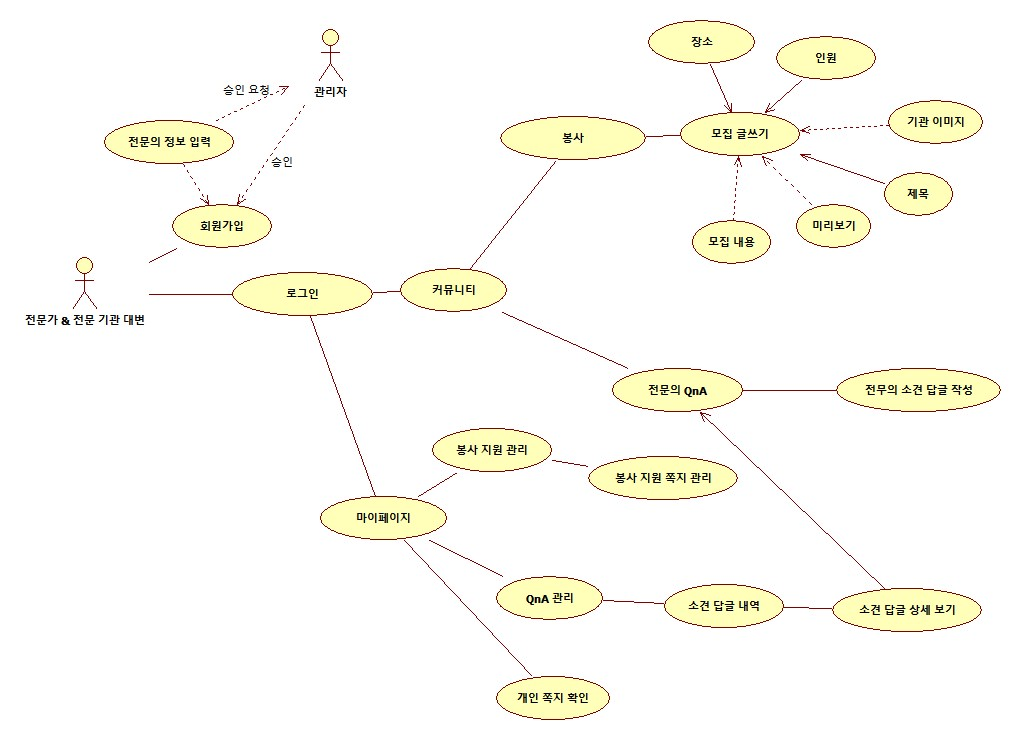 장소
인원
관리자
승인 요청
기관 이미지
전문의 정보 입력
봉사
모집 글쓰기
승인
제목
회원가입
미리보기
모집 내용
로그인
커뮤니티
전문가 & 전문 기관 대변
전문의 QnA
전무의 소견 답글 작성
봉사 지원 관리
봉사 지원 쪽지 관리
마이페이지
QnA 관리
소견 답글 내역
소견 답글 상세 보기
개인 쪽지 확인